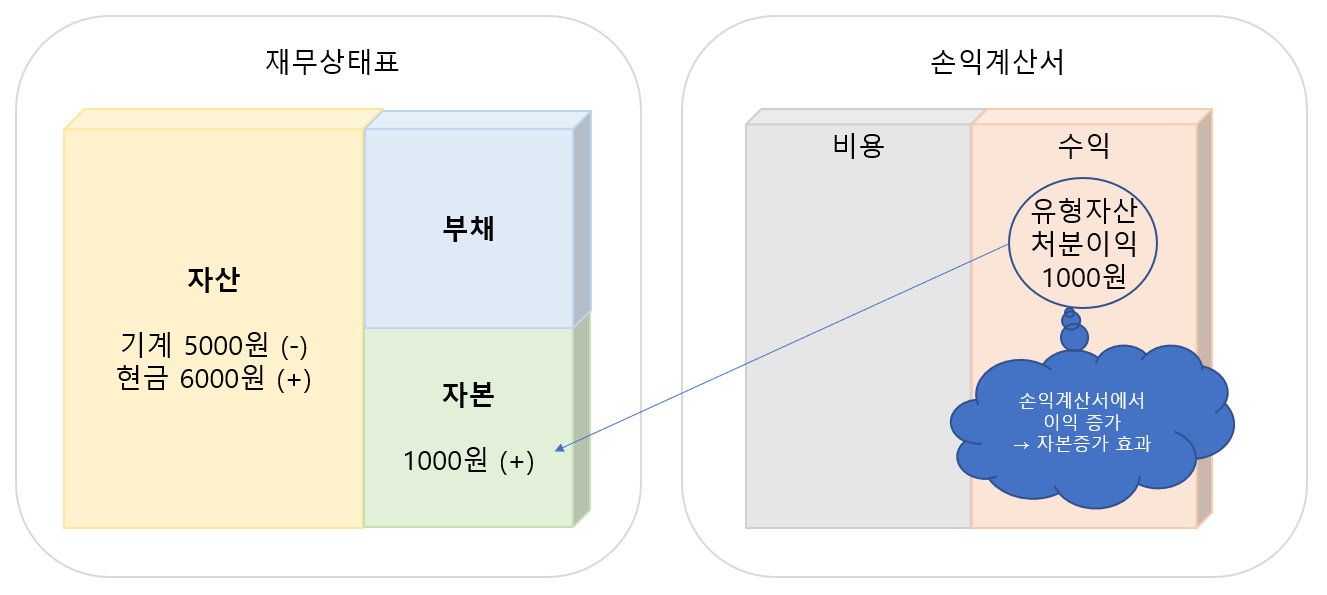 재무상태표
자산
기계 5000원 (-)
현금 6000원 (+)
부채
자본
1000원 (+)
손익계산서
비용
수익
유형자산
처분이익
1000원
손익계산서에서
이익 증가
→ 자본증가 효과